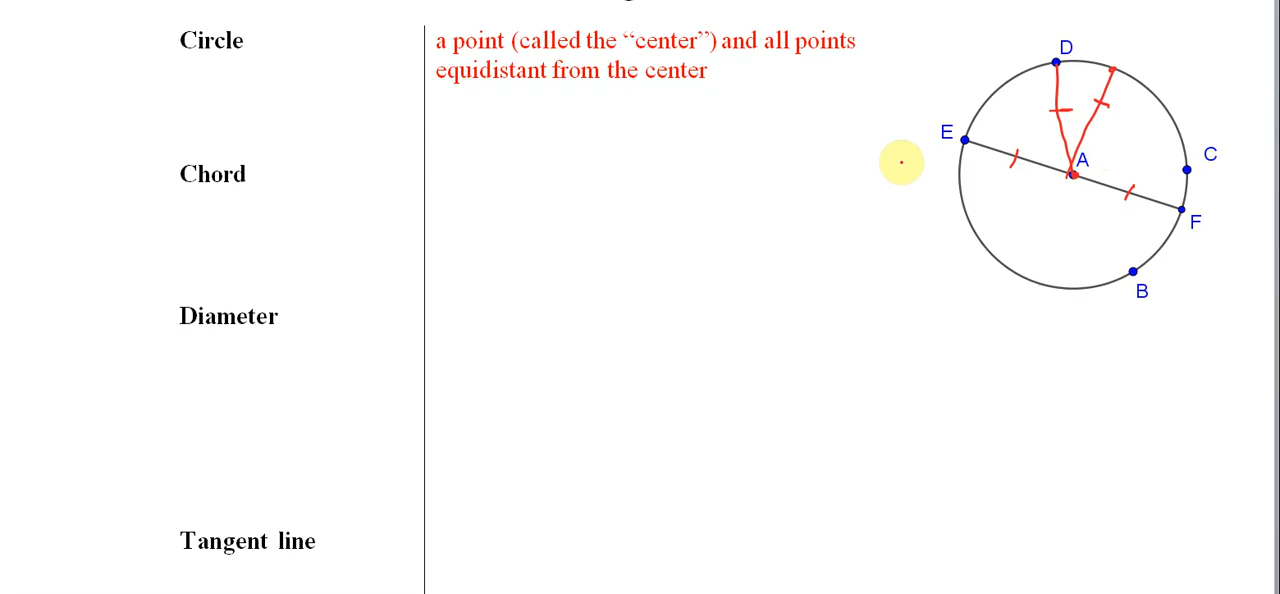 Circle
a point (called the “center”) and all points
equidistant from the center
Chord
Diameter
Tangent line
D
E
A
C
F
B